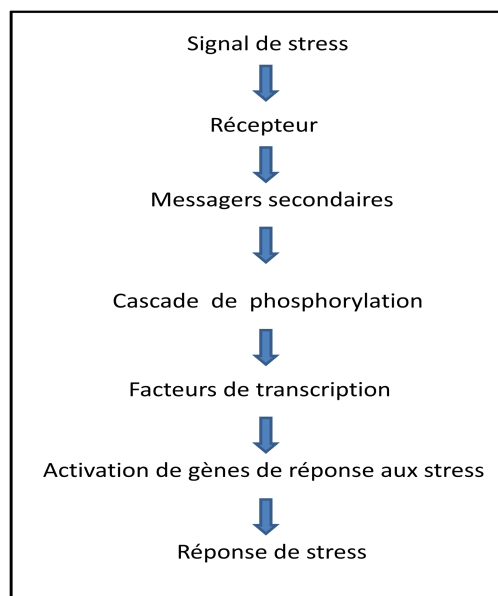 Signal de stress
Récepteur
Messagers secondaires
Cascade de phosphorylation
Facteurs de transcription
Activation de gènes de réponse aux stress
Réponse de stress